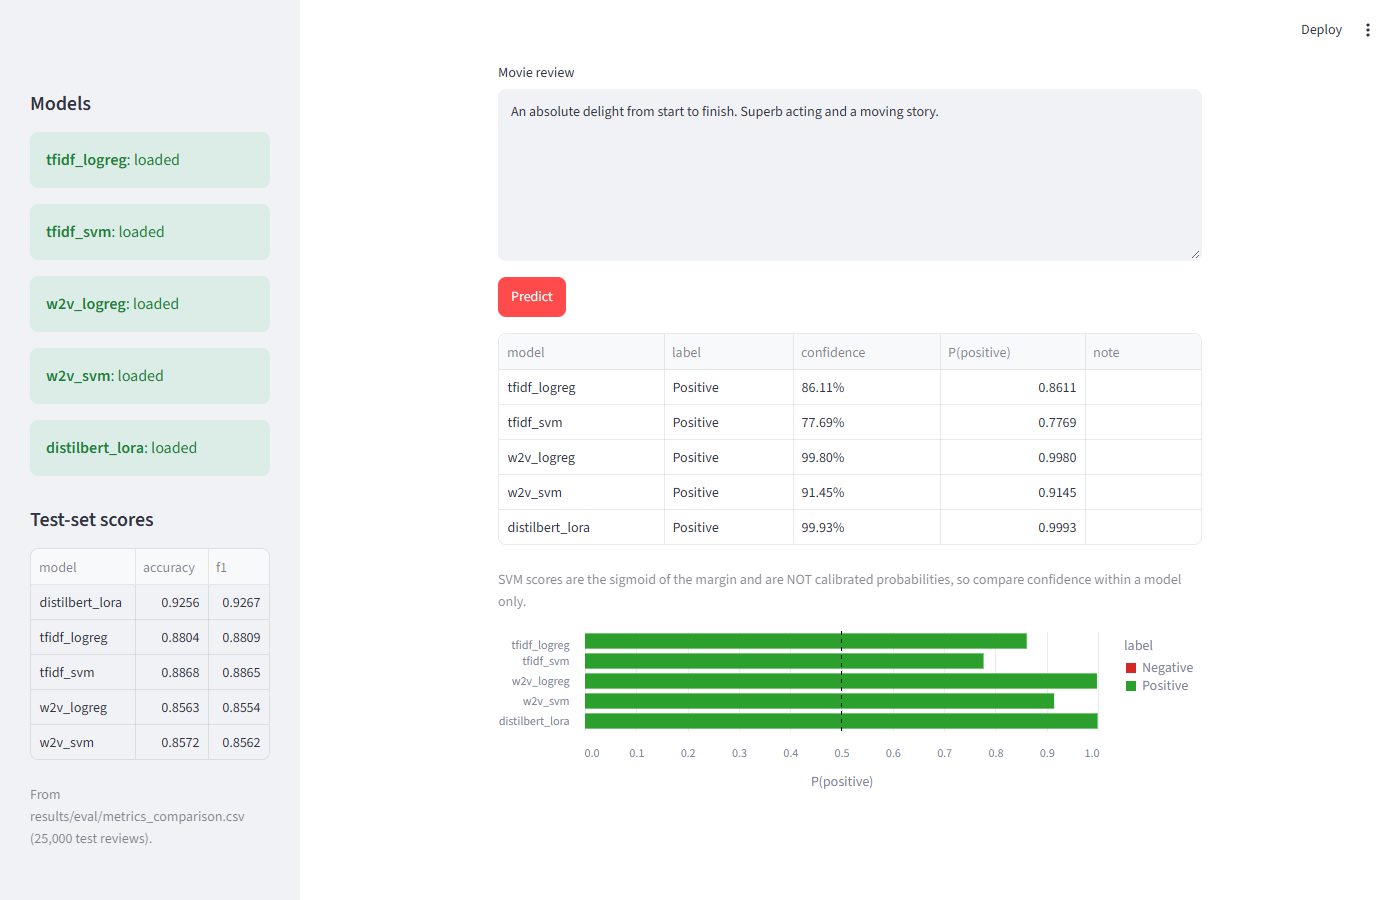 Deploy
Models
tfidf_logreg: loaded
tfidf_svm: loaded
w2v_logreg: loaded
w2v_svm: loaded
distilbert_lora: loaded
Test-set scores
model accuracy f1
distilbert_lora 0.9256 0.9267
tfidf_logreg 0.8804 0.8809
tfidf_svm 0.8868 0.8865
w2v_logreg 0.8563 0.8554
w2v_svm 0.8572 0.8562
From
results/eval/metrics_comparison.csv
(25,000 test reviews).
Movie review
An absolute delight from start to finish. Superb acting and a moving story.
Predict
model label confidence P(positive) note
tfidf_logreg Positive 86.11% 0.8611
tfidf_svm Positive 77.69% 0.7769
w2v_logreg Positive 99.80% 0.9980
w2v_svm Positive 91.45% 0.9145
distilbert_lora Positive 99.93% 0.9993
SVM scores are the sigmoid of the margin and are NOT calibrated probabilities, so compare confidence within a model
only.
tfidf_logreg
tfidf_svm
w2v_logreg
w2v_svm
distilbert_lora
0.0 0.1 0.2 0.3 0.4 0.5 0.6 0.7 0.8 0.9 1.0
P(positive)
label
Negative
Positive